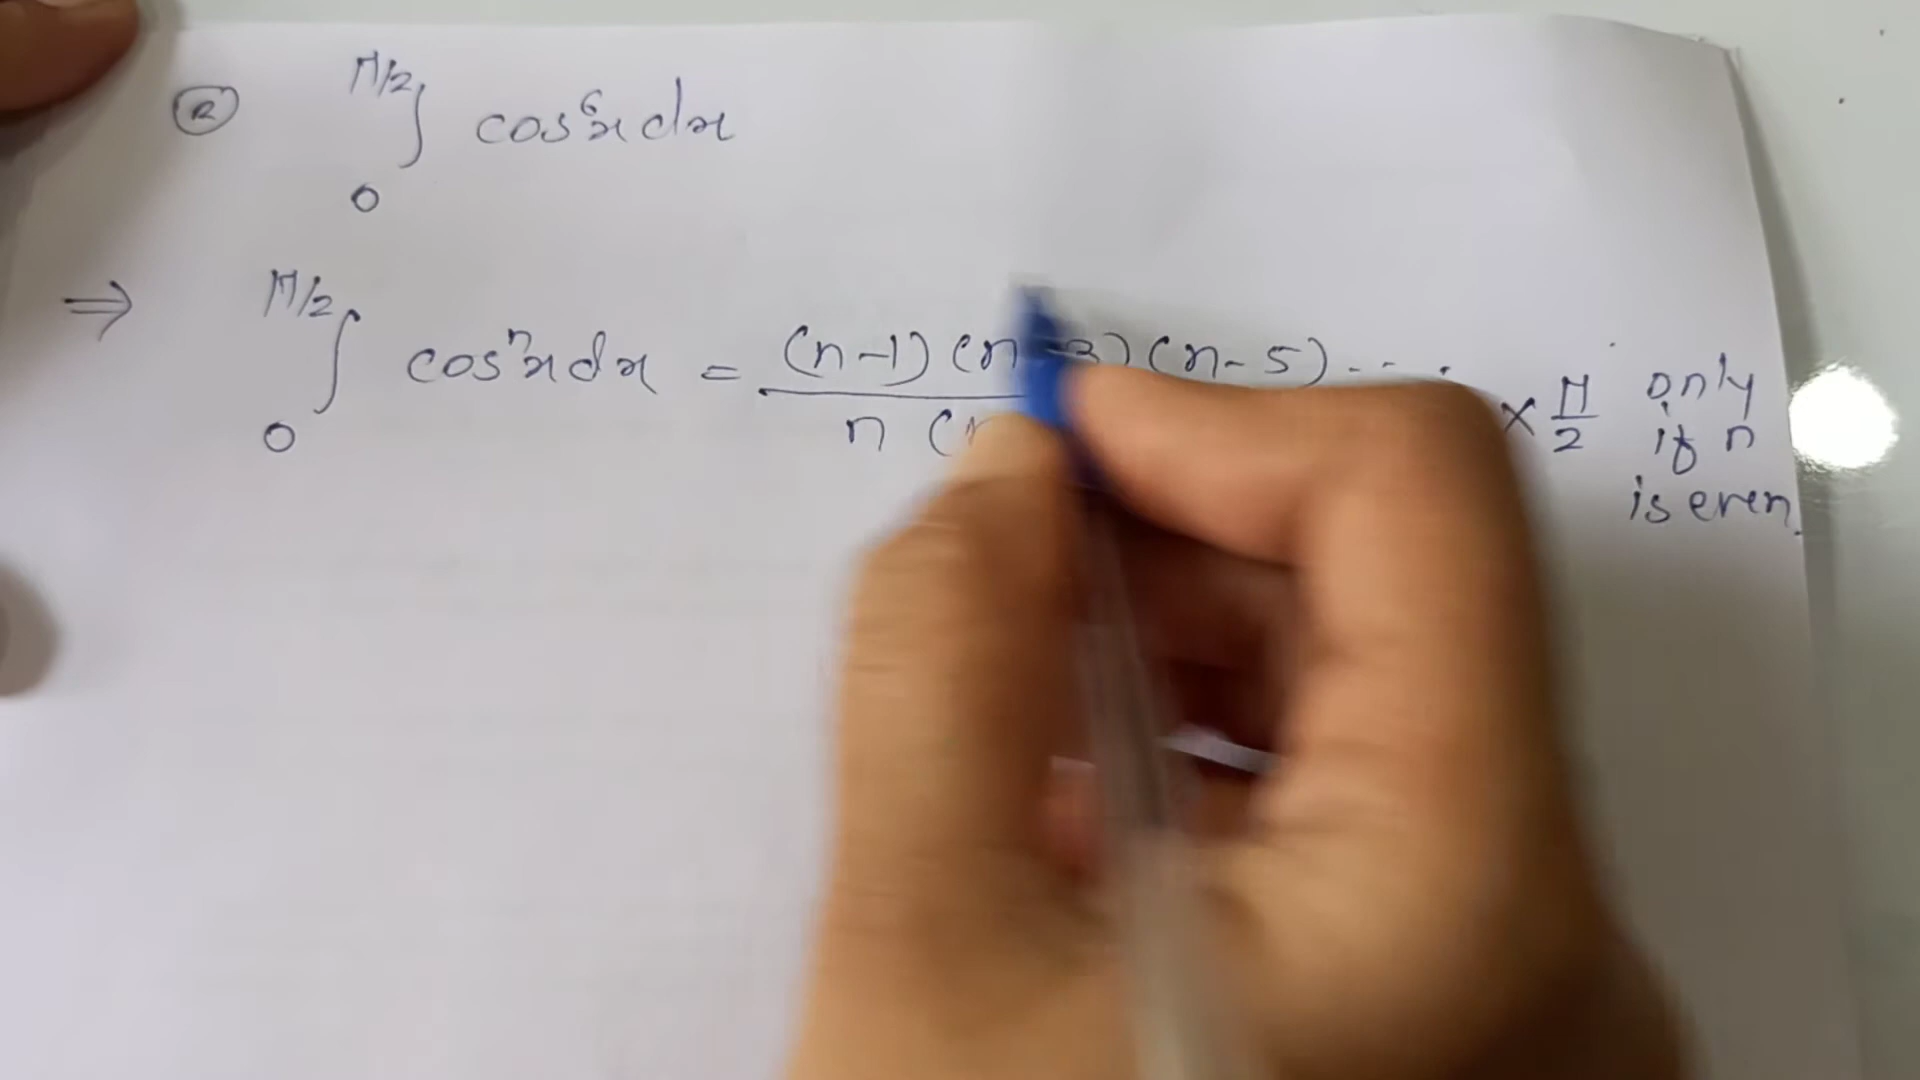 ② π/2 ∫ 0 cos⁶x dx
⇒ π/2 ∫ 0 cosⁿx dx = (n-1) (n-3) (n-5) ... × π/2 only if n is even.
n (n